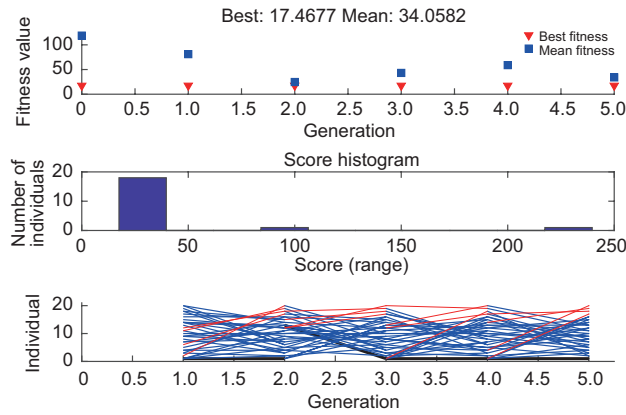 Best: 17.4677 Mean: 34.0582
Fitness value
100
50
0
Best fitness
Mean fitness
0 0.5 1.0 1.5 2.0 2.5 3.0 3.5 4.0 4.5 5.0
Generation
Score histogram
Number of
individuals
20
10
0
0 50 100 150 200 250
Score (range)
Individual
20
10
0
0 0.5 1.0 1.5 2.0 2.5 3.0 3.5 4.0 4.5 5.0
Generation